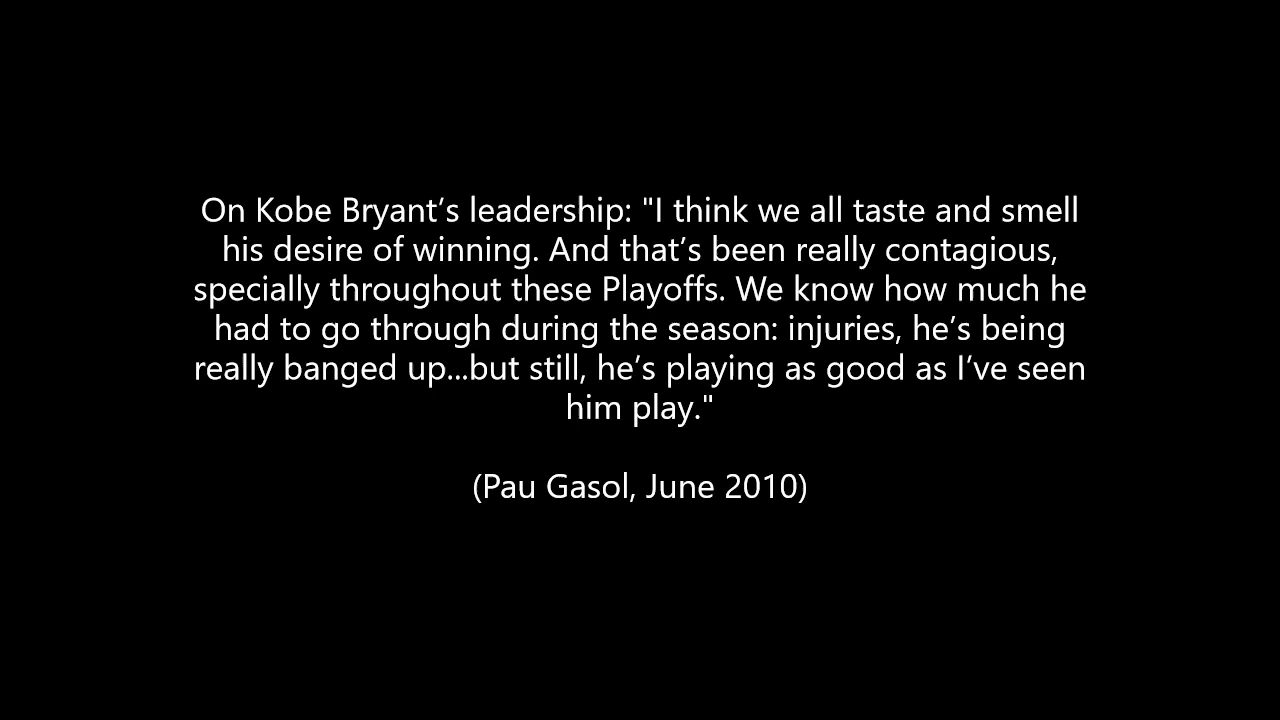 On Kobe Bryant‘s leadership: "I think we all taste and smell
his desire of winning. And that’s been really contagious,
specially throughout these Playoffs. We know how much he
had to go through during the season: injuries, he’s being
really banged up...but still, he’s playing as good as I’ve seen
him play."
(Pau Gasol, June 2010)